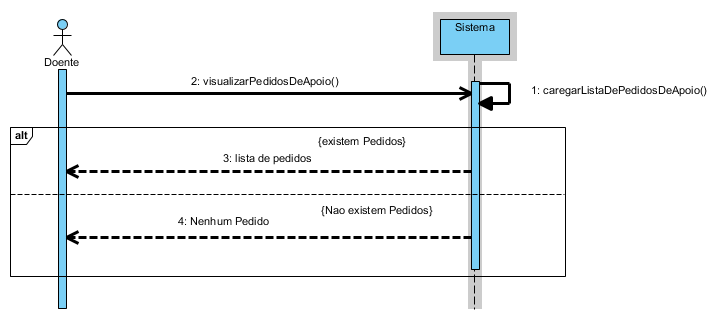 Doente
Sistema
2: visualizarPedidosDeApoio()
1: caregarListaDePedidosDeApoio()
alt
{existem Pedidos}
3: lista de pedidos
{Nao existem Pedidos}
4: Nenhum Pedido